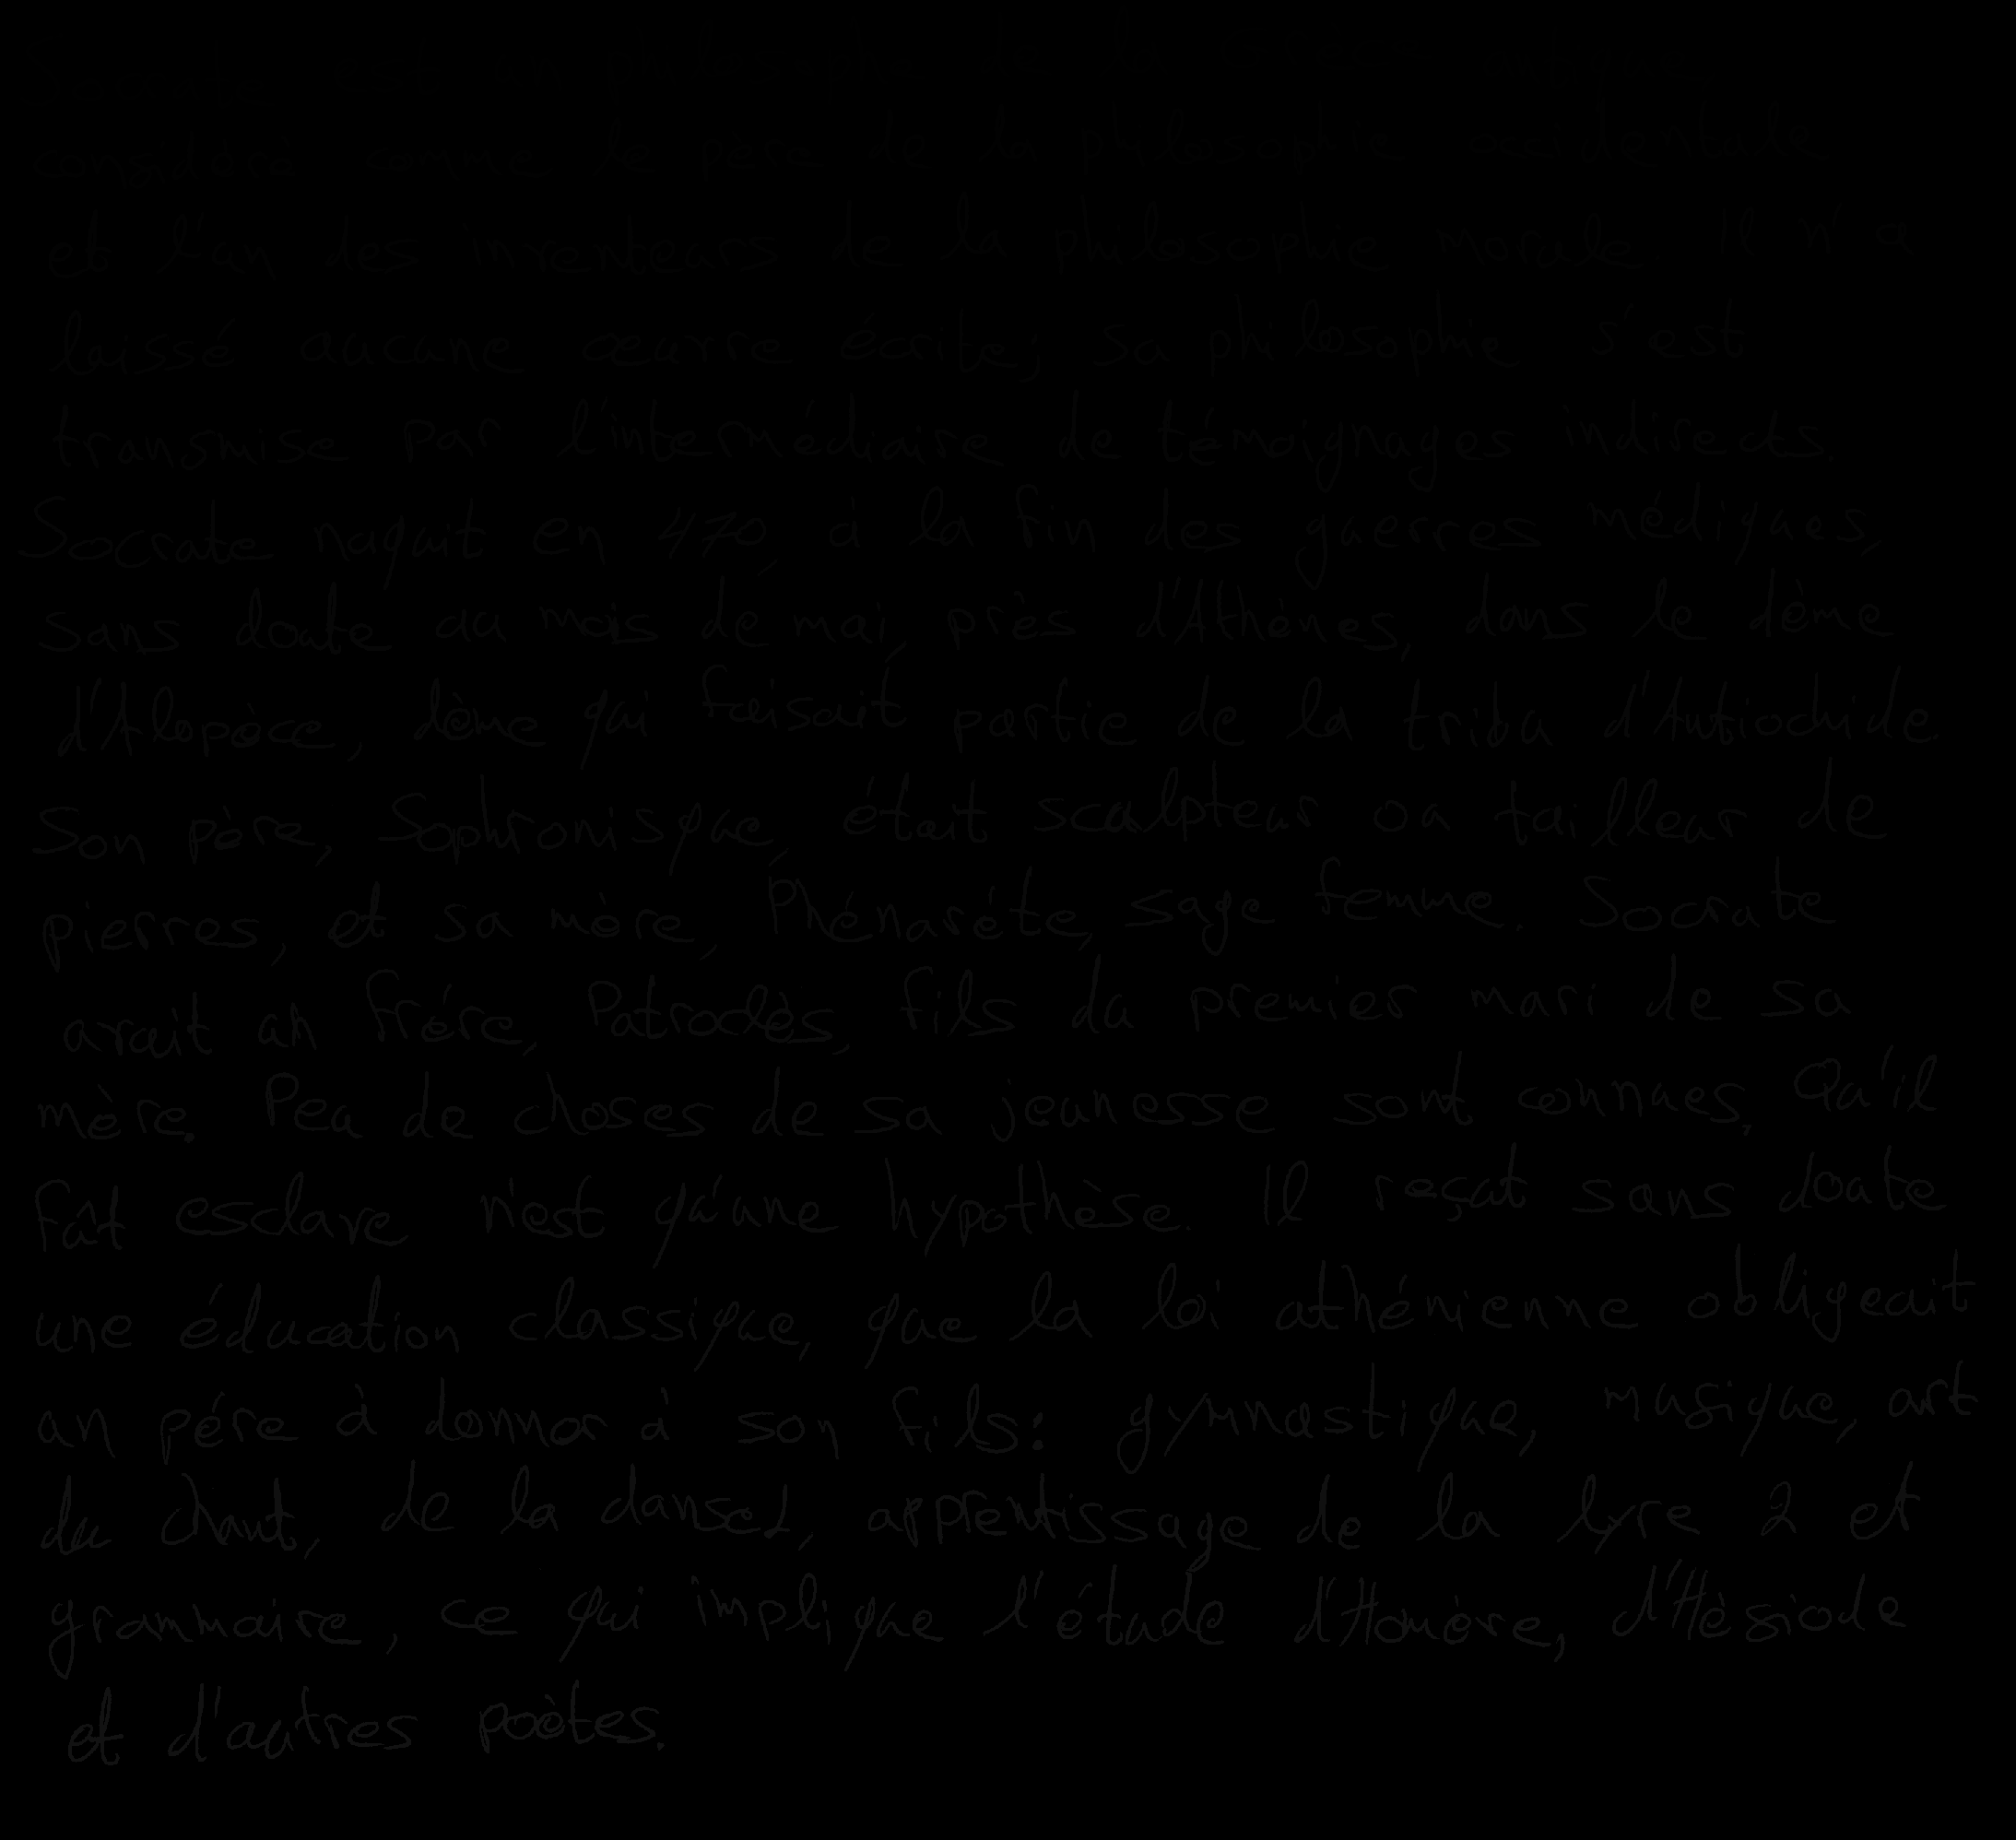 considéré comme le père de la philosophie occidentale
et l'un des inventeurs de la philosophie morale. Il n'a
laissé aucune œuvre écrite; sa philosophie s'est
transmise par l'intermédiaire de témoignages indirects.
Socrate naquit en 470, à la fin des guerres médiques,
sans doute au mois de mai, près d'Athènes, dans le dème
d'Alopèce, dème qui faisait partie de la tribu d'Antiochide.
Son père, Sophronisque, était sculpteur ou tailleur de
pierres, et sa mère, Phénarète, sage femme. Socrate
avait un frère, Patroclès, fils du premier mari de sa
mère. Peu de choses de sa jeunesse sont connues, Qu'il
fût esclave n'est qu'une hypothèse. Il reçut sans doute
une éducation classique, que la loi athénienne obligeait
un père à donner à son fils: gymnastique, musique, art
du chant, de la danse1, apprentissage de la lyre 2 et
grammaire, ce qui implique l'étude d'Homère, d'Hésiode
et d'autres poètes.